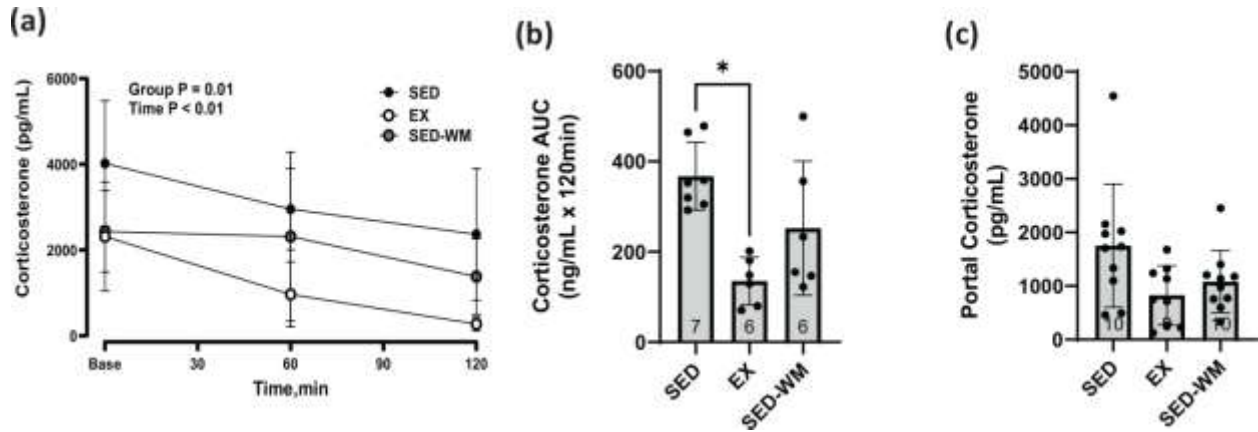 (a)
Corticosterone (pg/mL)
6000
4000
2000
0
Group P = 0.01
Time P < 0.01
SED
EX
SED-WM
Base 30 60 90 120
Time,min
(b)
Corticosterone AUC
(ng/mL x 120min)
600
400
200
0
*
7 6 6
SED EX SED-WM
(c)
Portal Corticosterone
(pg/mL)
5000
4000
3000
2000
1000
0
SED EX SED-WM